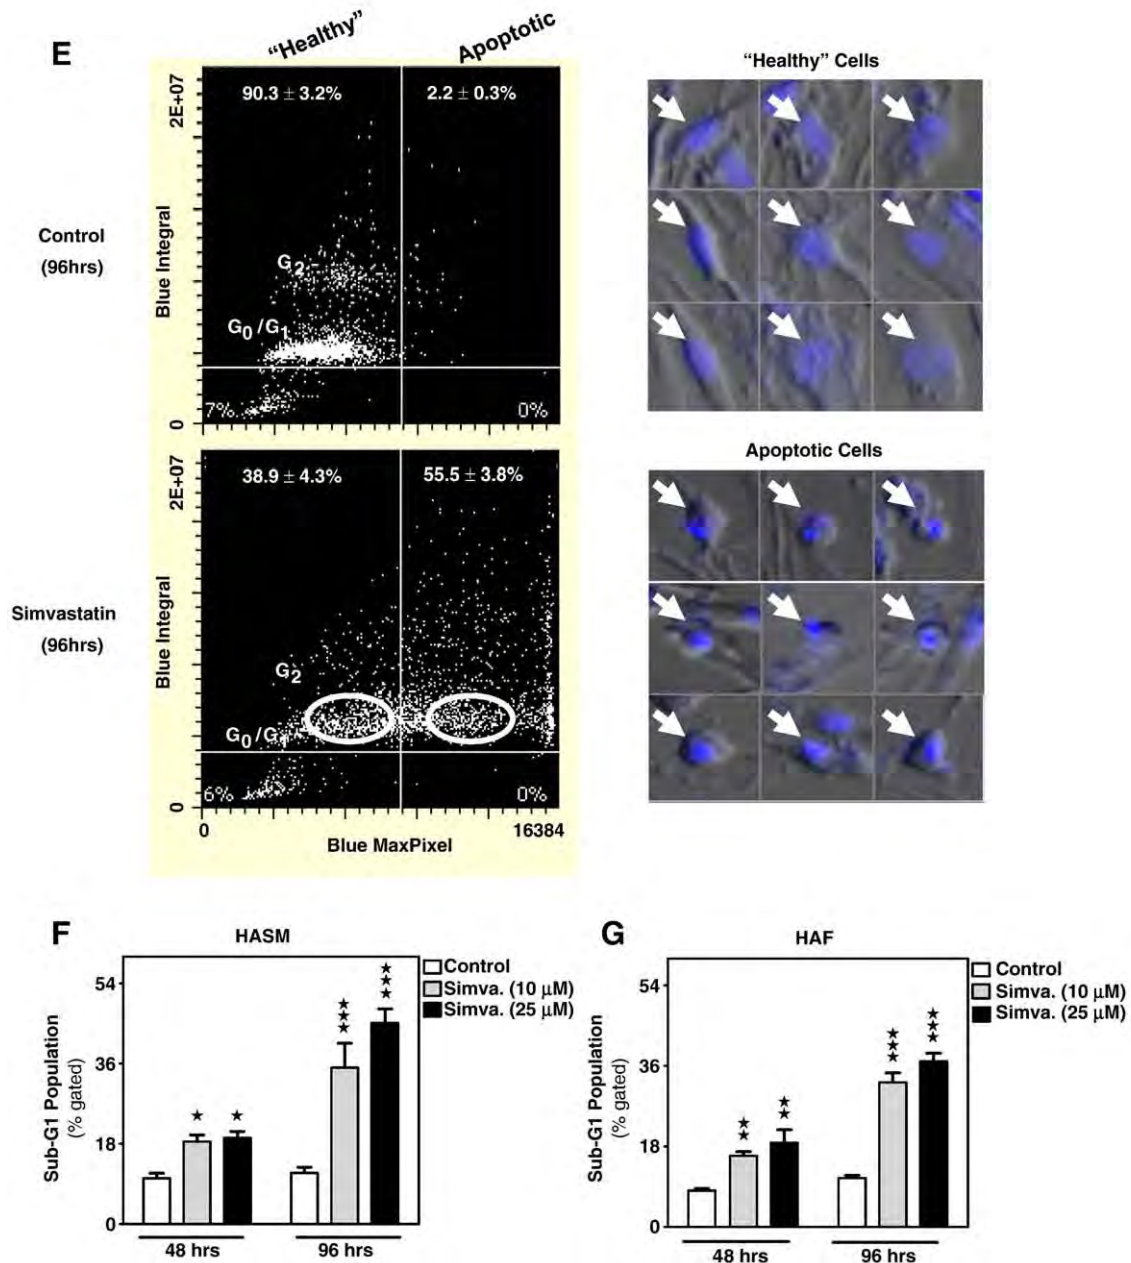 E
"Healthy" Apoptotic
2E+07
90.3 ± 3.2% 2.2 ± 0.3%
Control
(96hrs)
Blue Integral
G2
G0/G1
7% 0%
0
2E+07
38.9 ± 4.3% 55.5 ± 3.8%
Simvastatin
(96hrs)
Blue Integral
G2
G0/G1
6% 0%
0
0 16384
Blue MaxPixel
"Healthy" Cells
Apoptotic Cells
F
HASM
Control
Simva. (10 µM)
Simva. (25 µM)
Sub-G1 Population
(% gated)
54
36
18
0
★ ★ ★★★ ★★★
48 hrs 96 hrs
G
HAF
Control
Simva. (10 µM)
Simva. (25 µM)
Sub-G1 Population
(% gated)
54
36
18
0
★★ ★★ ★★★ ★★★
48 hrs 96 hrs